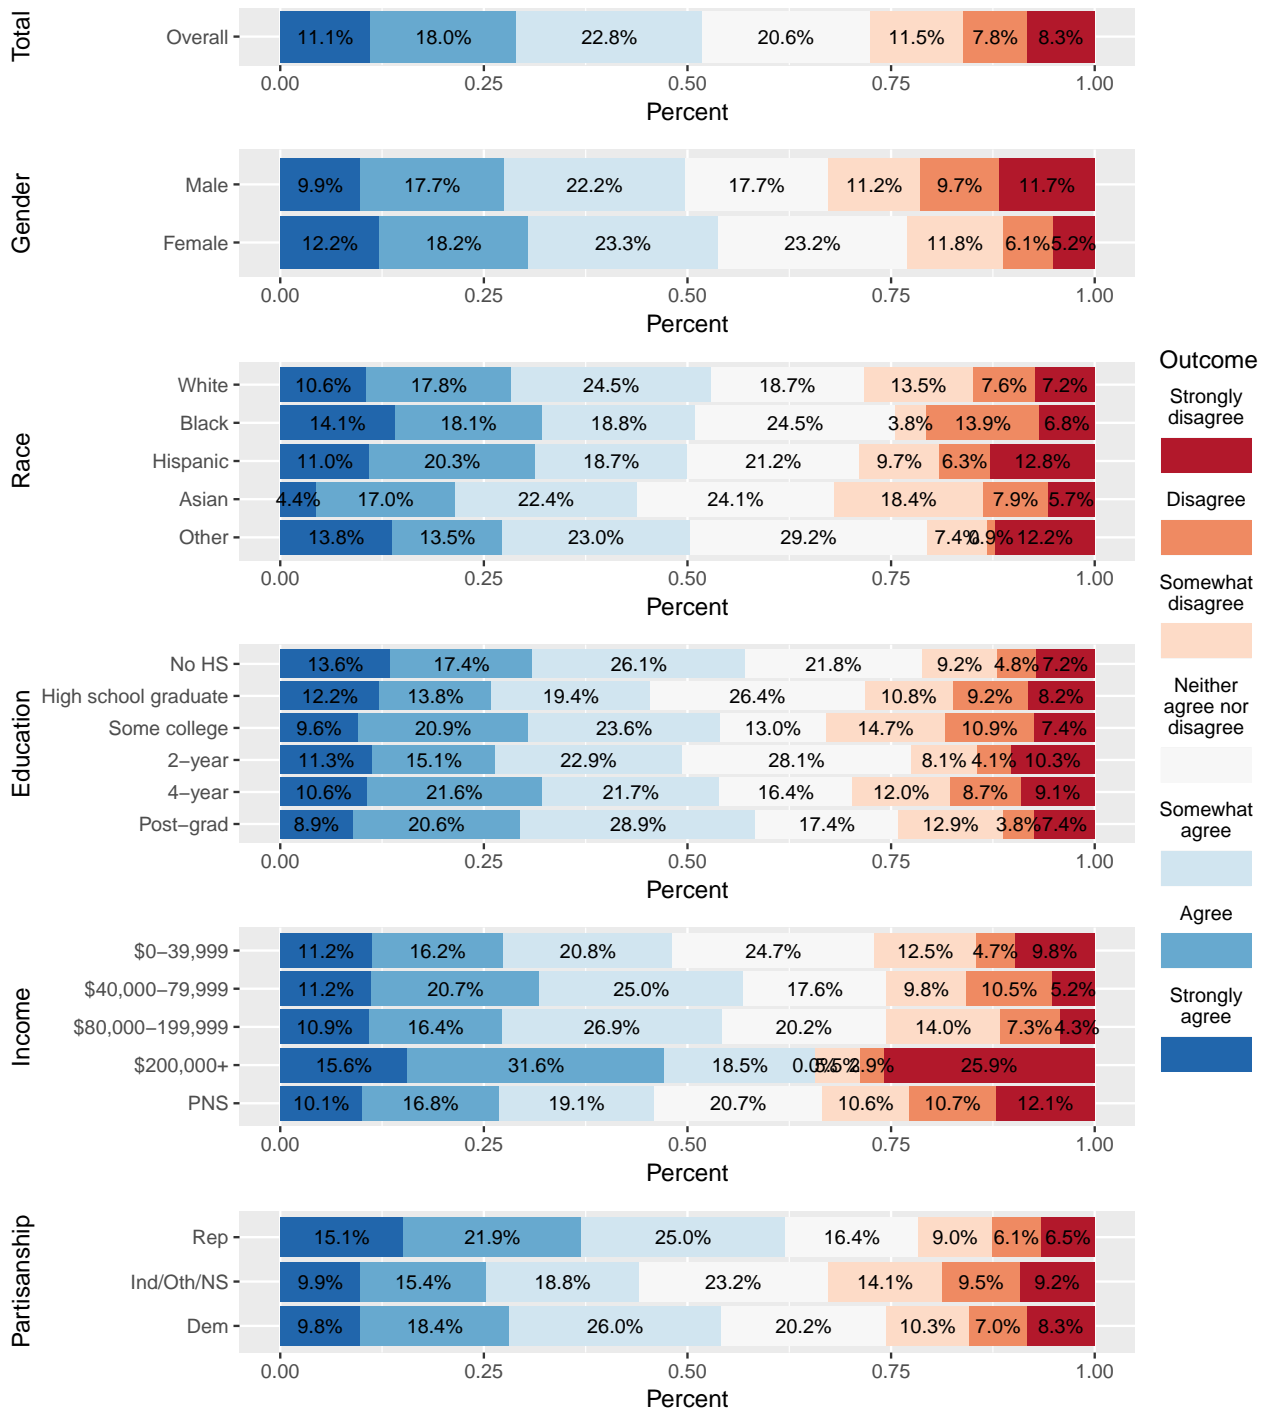 Total
Overall
11.1% 18.0% 22.8% 20.6% 11.5% 7.8% 8.3%
0.00 0.25 0.50 0.75 1.00
Percent
Gender
Male
9.9% 17.7% 22.2% 17.7% 11.2% 9.7% 11.7%
Female
12.2% 18.2% 23.3% 23.2% 11.8% 6.1% 5.2%
0.00 0.25 0.50 0.75 1.00
Percent
Race
White
10.6% 17.8% 24.5% 18.7% 13.5% 7.6% 7.2%
Black
14.1% 18.1% 18.8% 24.5% 3.8% 13.9% 6.8%
Hispanic
11.0% 20.3% 18.7% 21.2% 9.7% 6.3% 12.8%
Asian
4.4% 17.0% 22.4% 24.1% 18.4% 7.9% 5.7%
Other
13.8% 13.5% 23.0% 29.2% 7.4% 0.9% 12.2%
0.00 0.25 0.50 0.75 1.00
Percent
Education
No HS
13.6% 17.4% 26.1% 21.8% 9.2% 4.8% 7.2%
High school graduate
12.2% 13.8% 19.4% 26.4% 10.8% 9.2% 8.2%
Some college
9.6% 20.9% 23.6% 13.0% 14.7% 10.9% 7.4%
2−year
11.3% 15.1% 22.9% 28.1% 8.1% 4.1% 10.3%
4−year
10.6% 21.6% 21.7% 16.4% 12.0% 8.7% 9.1%
Post−grad
8.9% 20.6% 28.9% 17.4% 12.9% 3.8% 7.4%
0.00 0.25 0.50 0.75 1.00
Percent
Income
$0−39,999
11.2% 16.2% 20.8% 24.7% 12.5% 4.7% 9.8%
$40,000−79,999
11.2% 20.7% 25.0% 17.6% 9.8% 10.5% 5.2%
$80,000−199,999
10.9% 16.4% 26.9% 20.2% 14.0% 7.3% 4.3%
$200,000+
15.6% 31.6% 18.5% 0.0% 5.5% 2.9% 25.9%
PNS
10.1% 16.8% 19.1% 20.7% 10.6% 10.7% 12.1%
0.00 0.25 0.50 0.75 1.00
Percent
Partisanship
Rep
15.1% 21.9% 25.0% 16.4% 9.0% 6.1% 6.5%
Ind/Oth/NS
9.9% 15.4% 18.8% 23.2% 14.1% 9.5% 9.2%
Dem
9.8% 18.4% 26.0% 20.2% 10.3% 7.0% 8.3%
0.00 0.25 0.50 0.75 1.00
Percent
Outcome
Strongly
disagree
Disagree
Somewhat
disagree
Neither
agree nor
disagree
Somewhat
agree
Agree
Strongly
agree